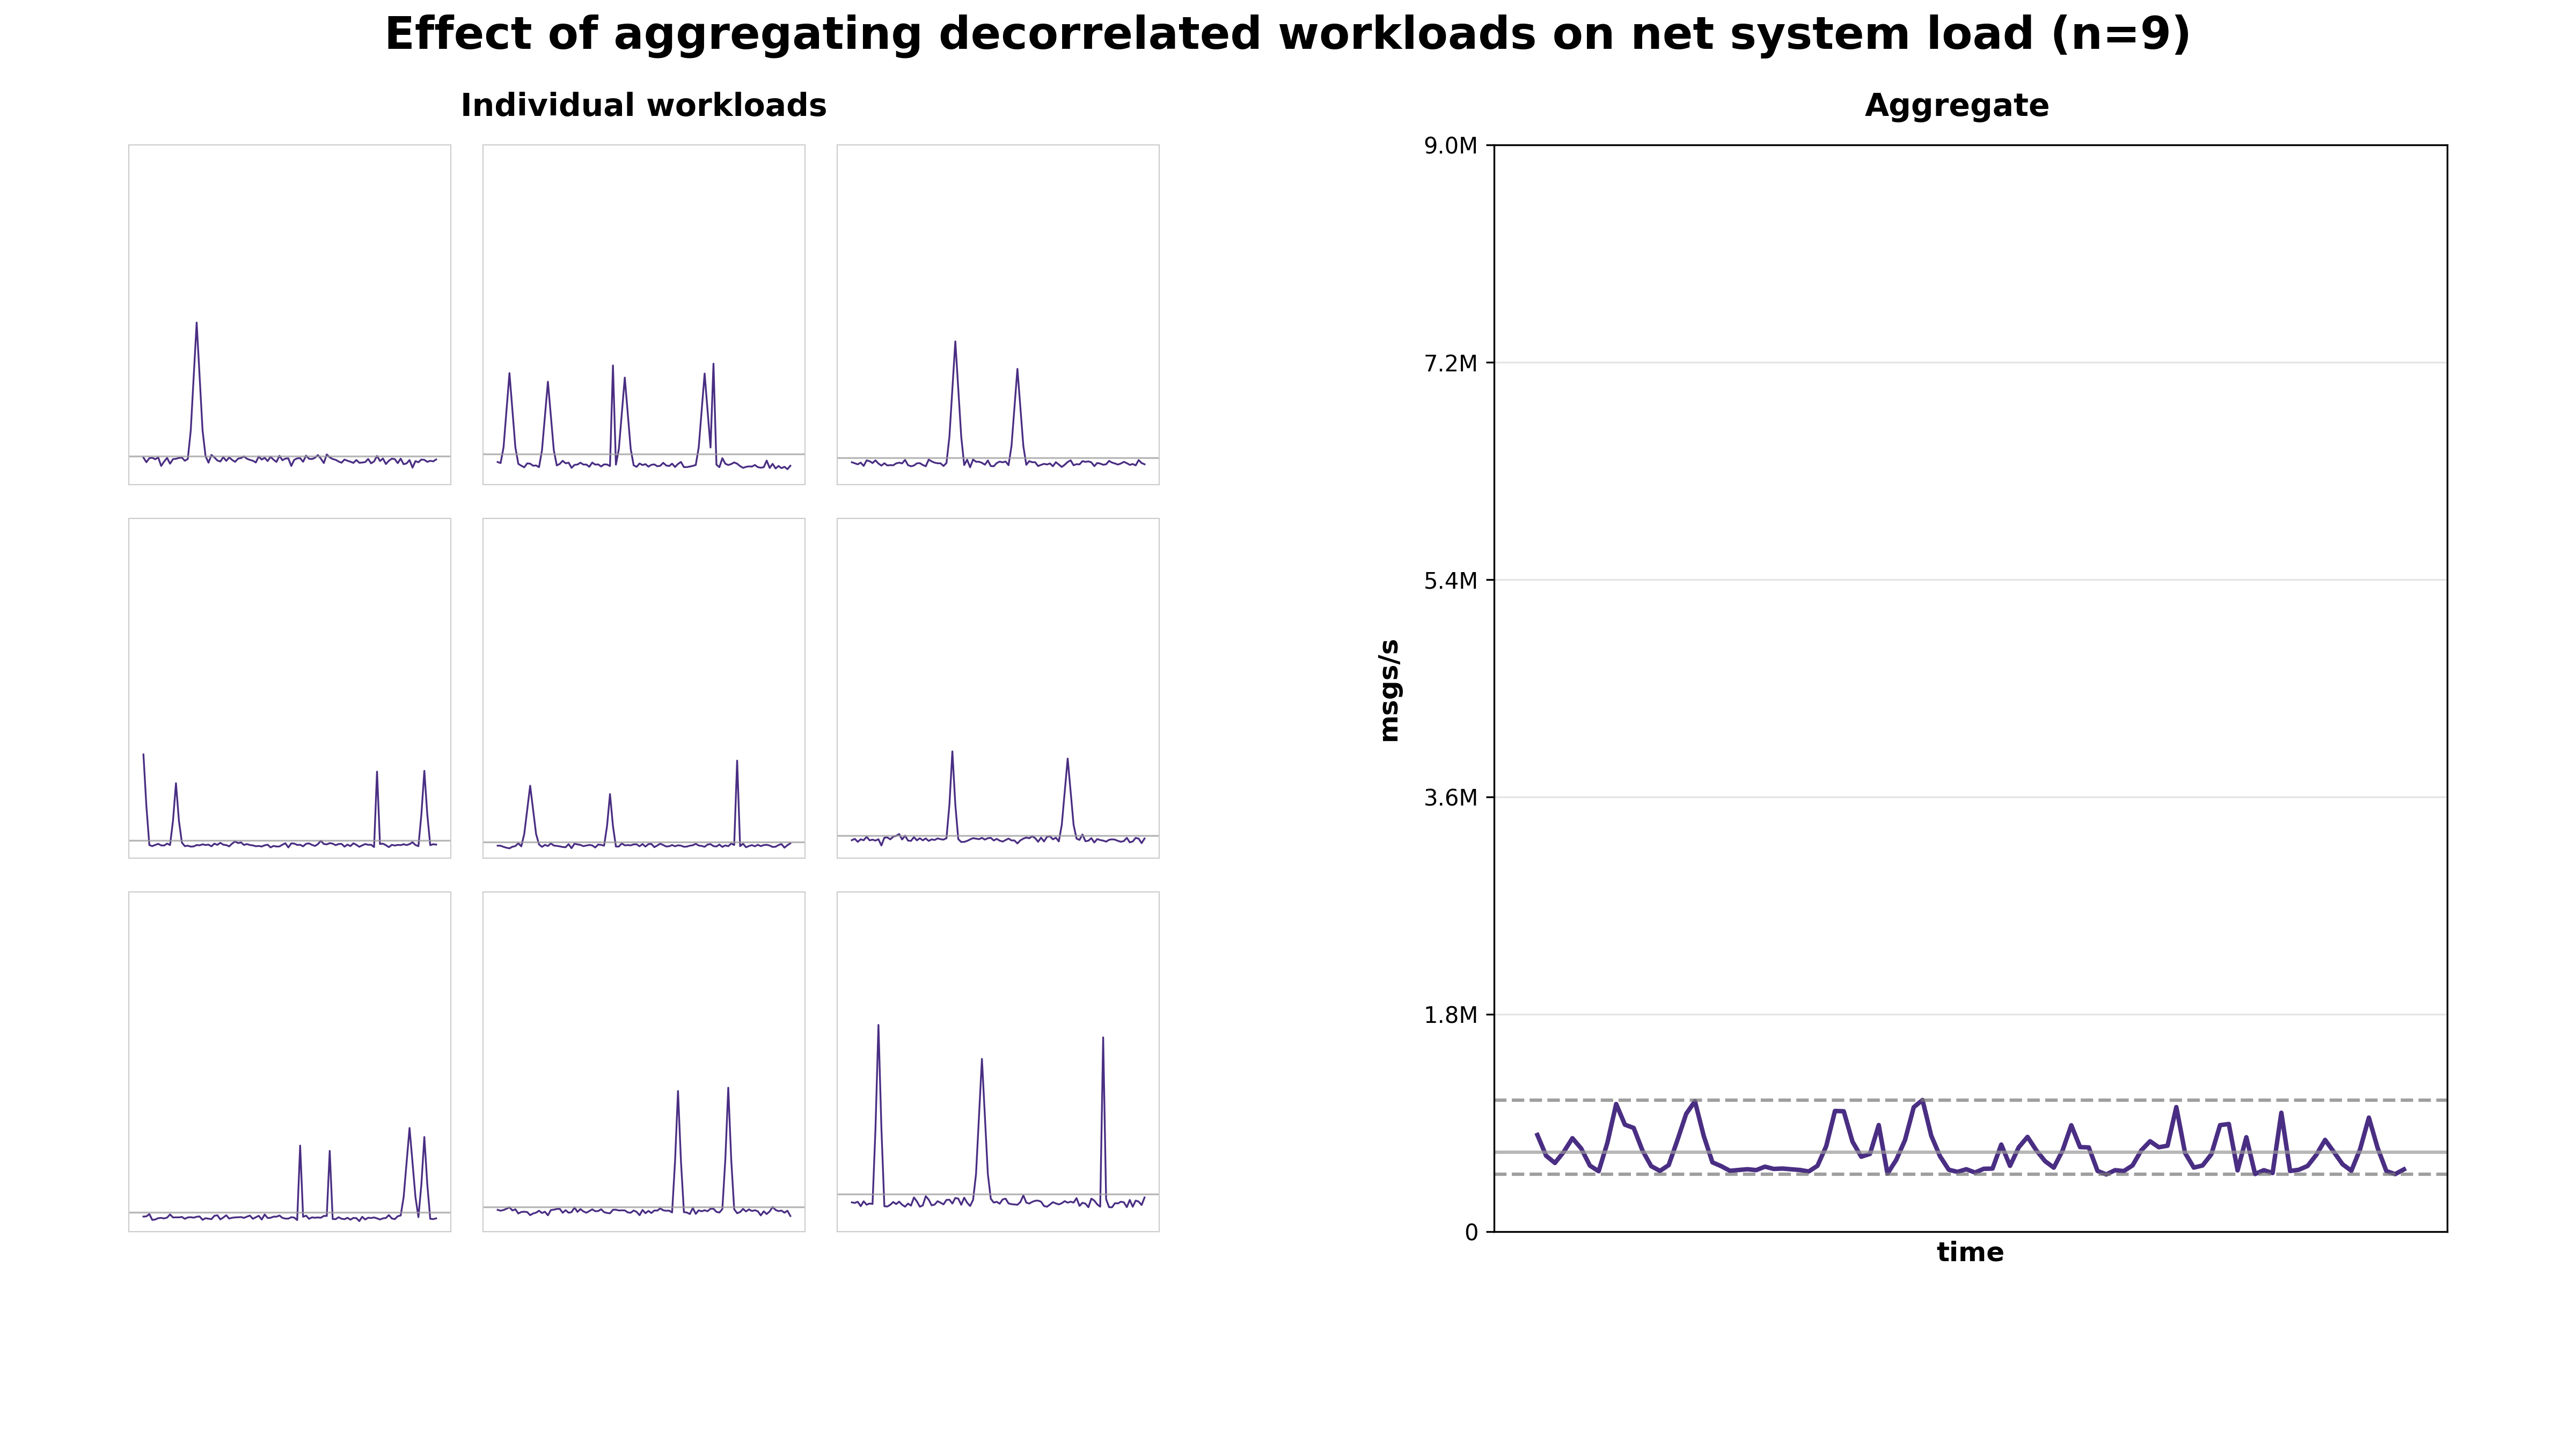 Effect of aggregating decorrelated workloads on net system load (n=9)
Individual workloads
Aggregate
9.0M
7.2M
5.4M
3.6M
1.8M
0
msgs/s
time